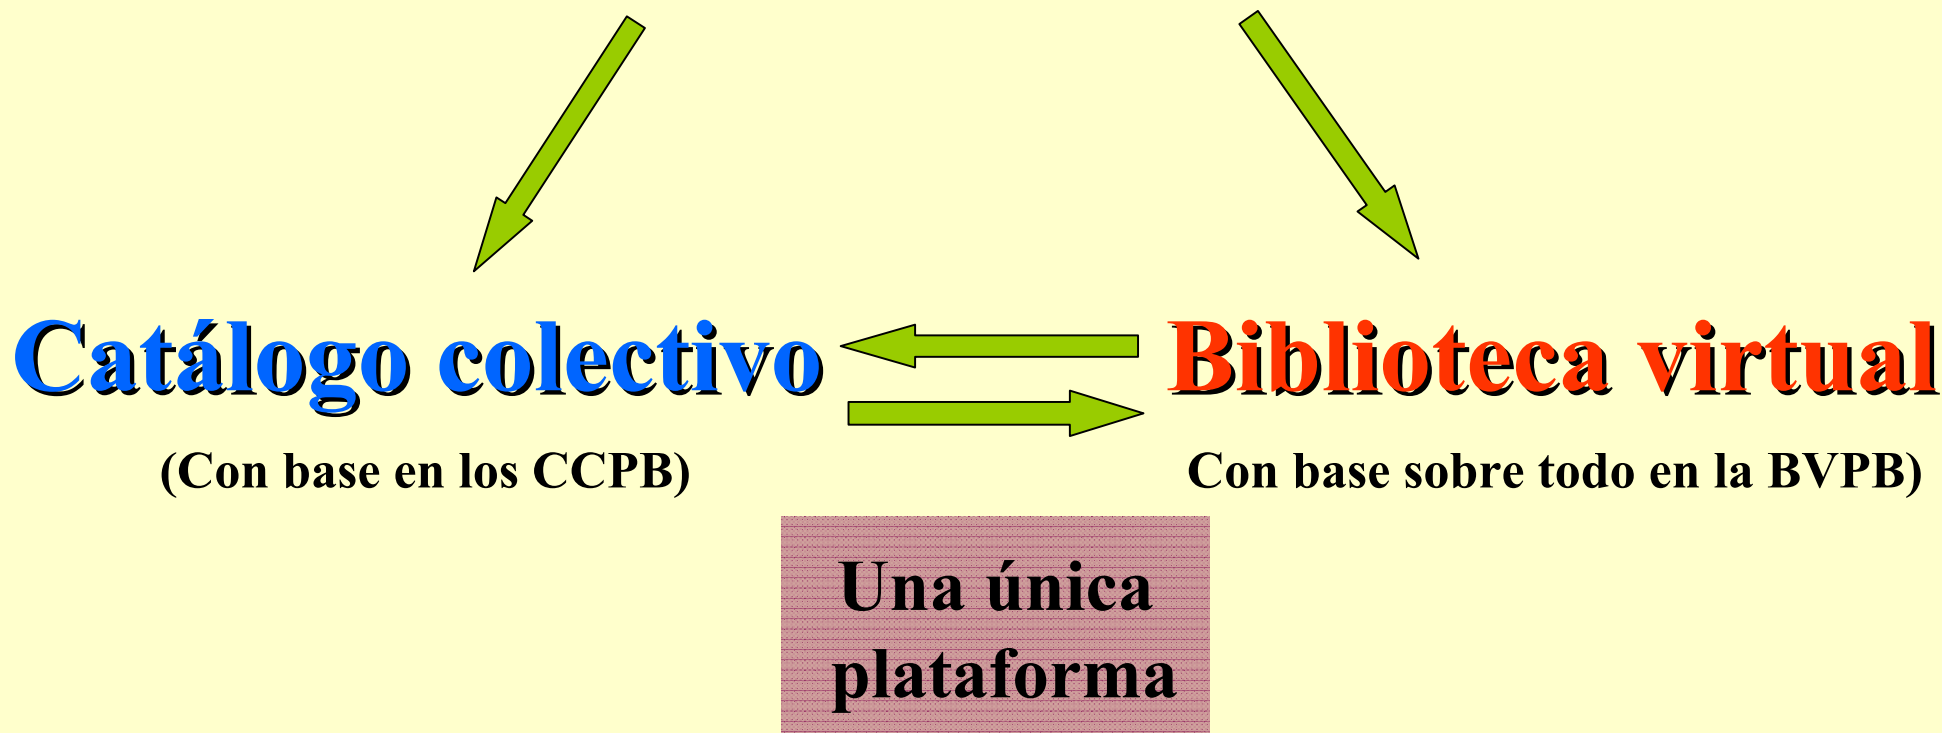 Catálogo colectivo
Biblioteca virtual
(Con base en los CCPB)
Con base sobre todo en la BVPB)
Una única
plataforma